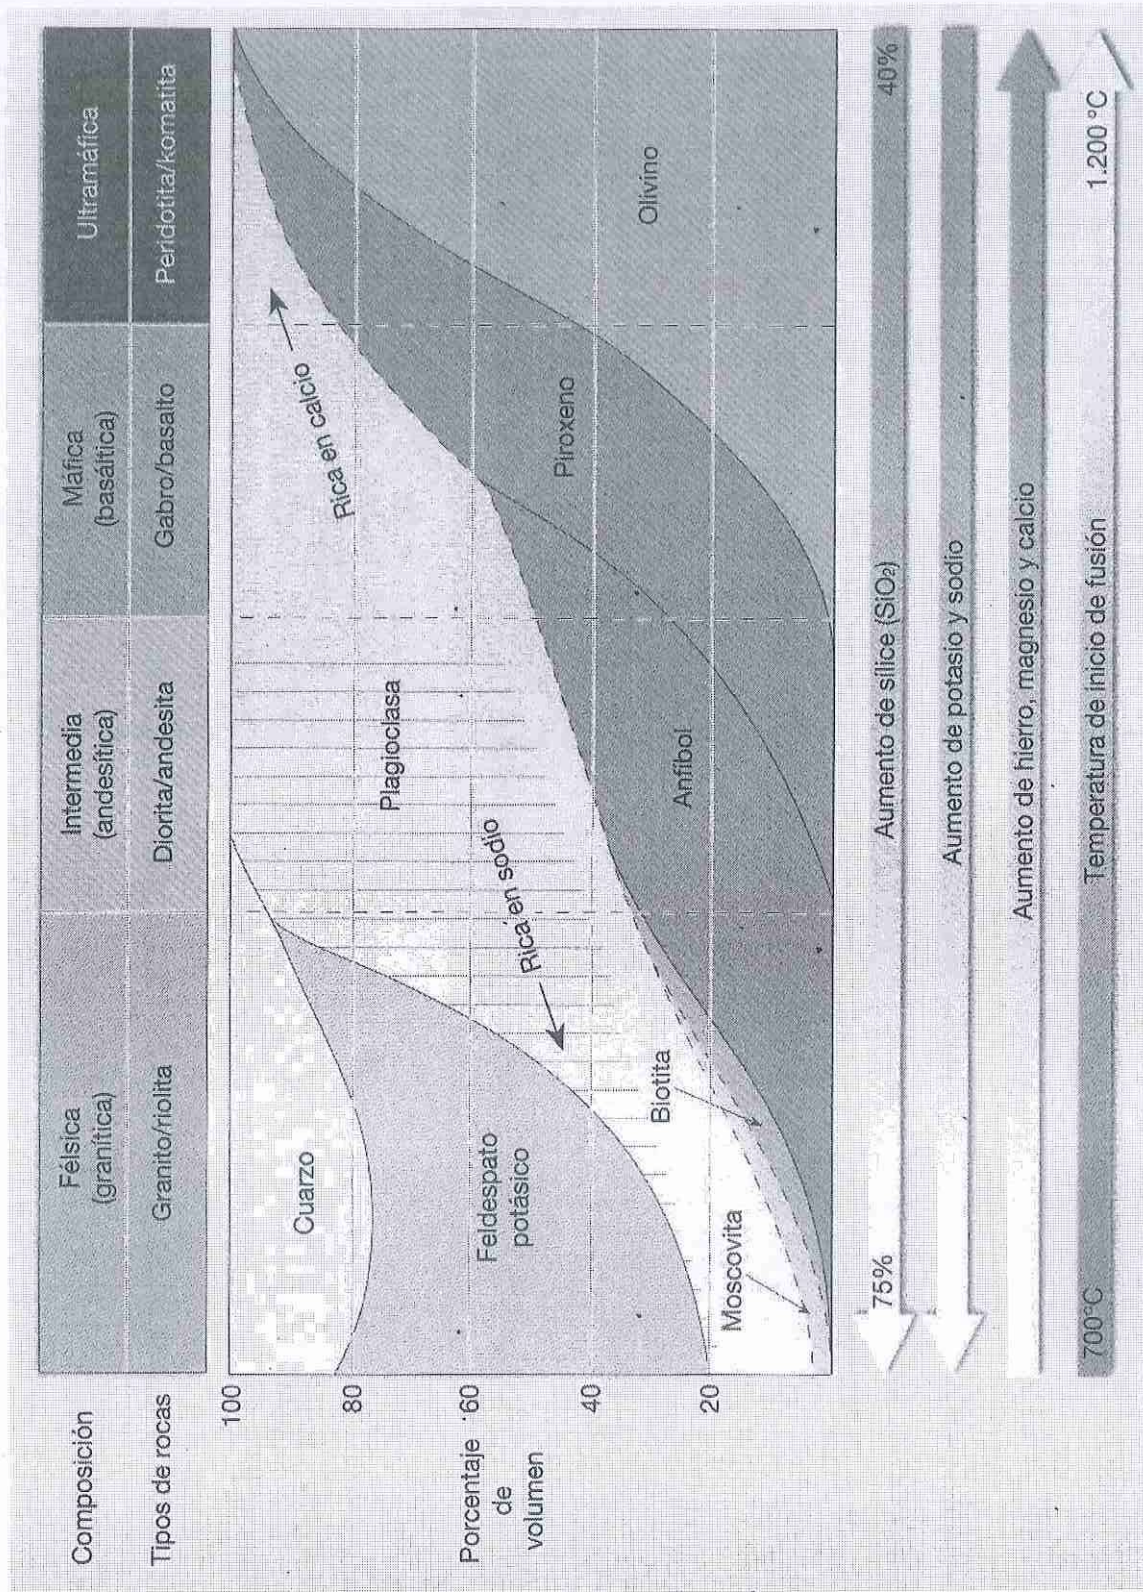 Composición
Félsica
(granítica)
Intermedia
(andesítica)
Máfica
(basáltica)
Ultramáfica
Tipos de rocas
Granito/riolita
Diorita/andesita
Gabro/basalto
Peridotita/komatita
Porcentaje
de
volumen
100
80
60
40
20
Cuarzo
Feldespato
potásico
Plagioclasa
Rica en calcio
Rica en sodio
Piroxeno
Olivino
Anfíbol
Biotita
Moscovita
75%
Aumento de sílice (SiO₂)
40%
Aumento de potasio y sodio
Aumento de hierro, magnesio y calcio
700°C
Temperatura de inicio de fusión
1.200 °C